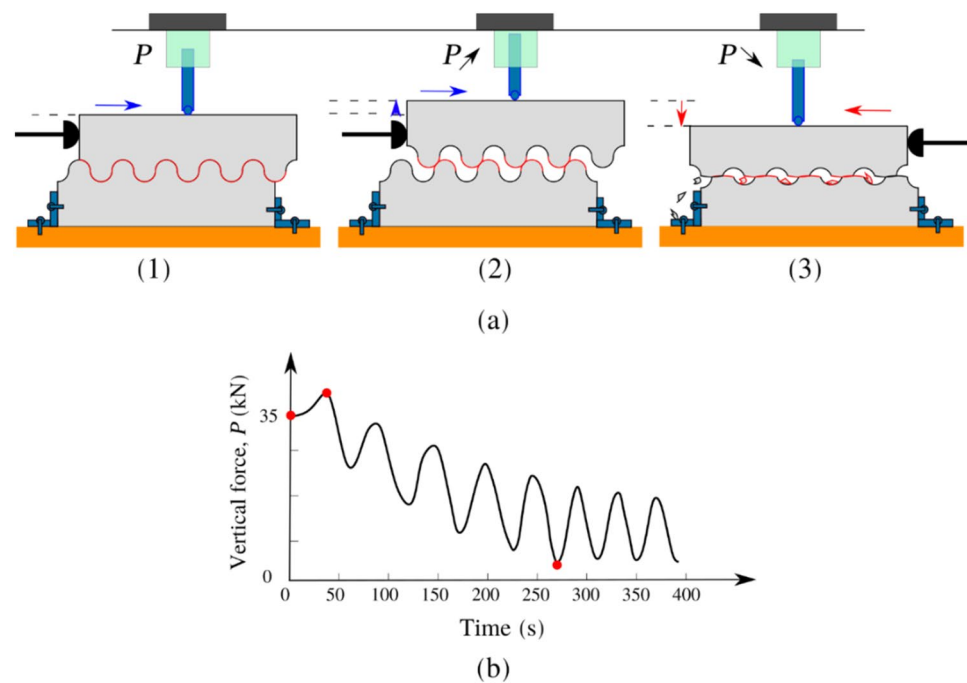 P P P
(1) (2) (3)
(a)
Vertical force, P (kN)
35
0
0 50 100 150 200 250 300 350 400
Time (s)
(b)